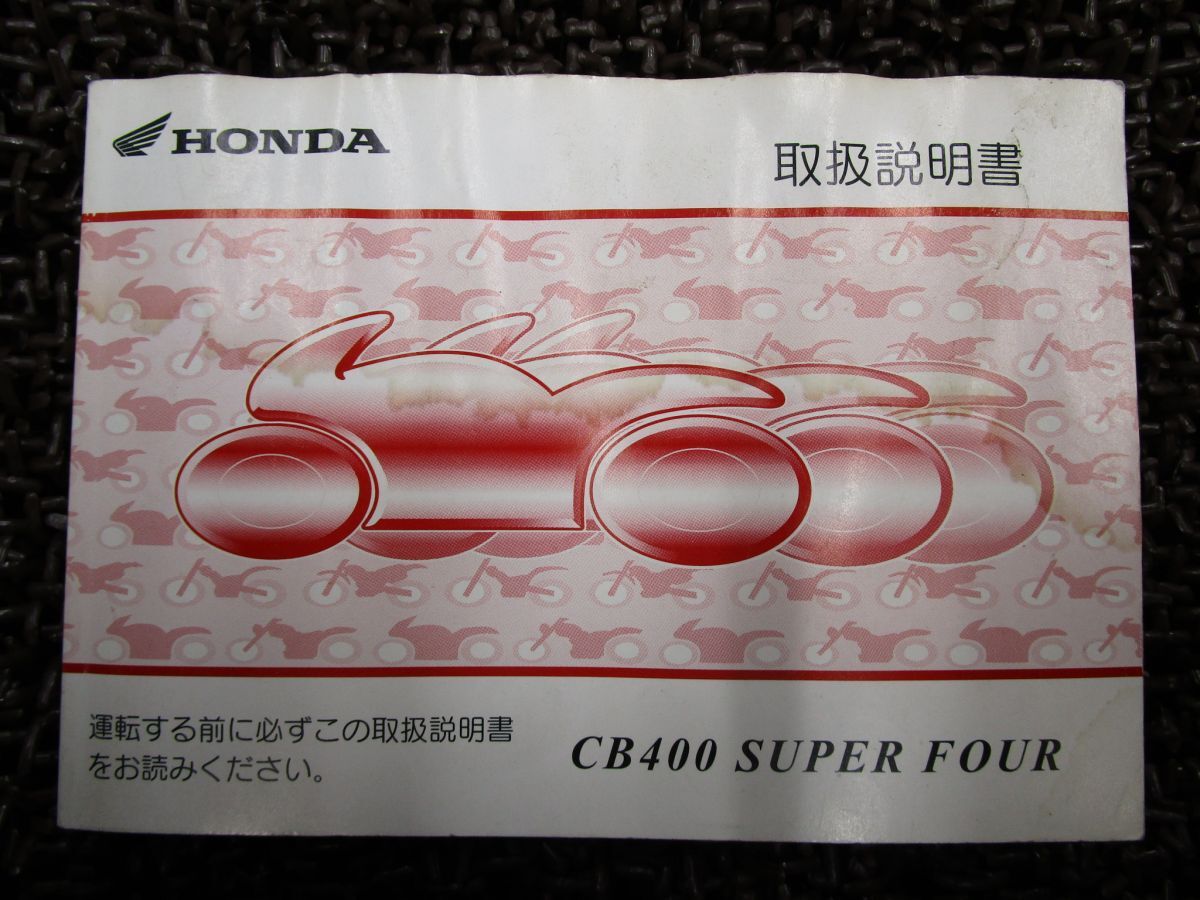 HONDA
取扱説明書
運転する前に必ずこの取扱説明書
をお読みください。
CB400 SUPER FOUR